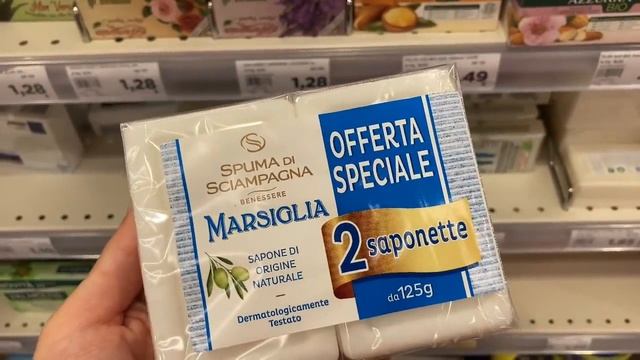 1,28
1,28
1,28
49
SPUMA DI
SCIAMPAGNA
BENESSERE
MARSIGLIA
SAPONE DI
ORIGINE
NATURALE
Dermatologicamente
Testato
OFFERTA
SPECIALE
2 saponette
da 125g